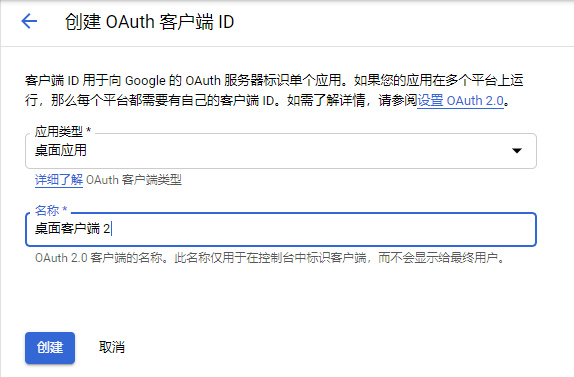 创建 OAuth 客户端 ID
客户端 ID 用于向 Google 的 OAuth 服务器标识单个应用。如果您的应用在多个平台上运
行，那么每个平台都需要有自己的客户端 ID。如需了解详情，请参阅设置 OAuth 2.0。
应用类型 *
桌面应用
详细了解 OAuth 客户端类型
名称 *
桌面客户端 2
OAuth 2.0 客户端的名称。此名称仅用于在控制台中标识客户端，而不会显示给最终用户。
创建 取消